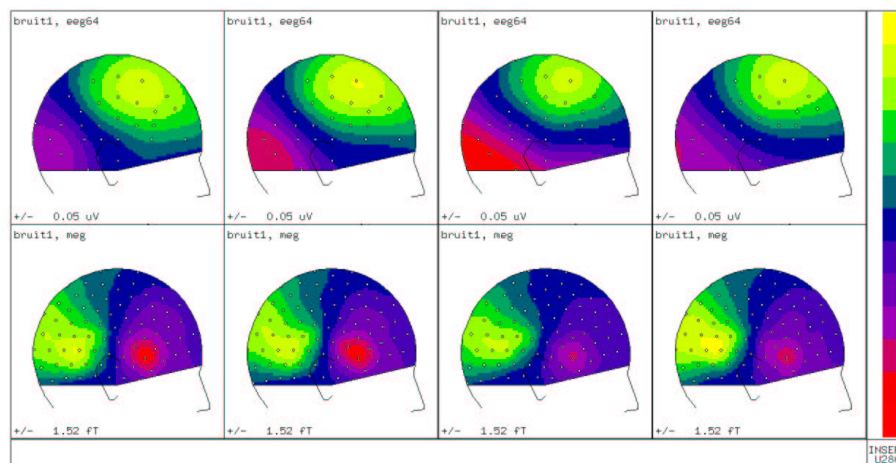 bruit1, eeg64
bruit1, eeg64
bruit1, eeg64
bruit1, eeg64
+/- 0.05 uV
+/- 0.05 uV
+/- 0.05 uV
+/- 0.05 uV
bruit1, meg
bruit1, meg
bruit1, meg
bruit1, meg
+/- 1.52 fT
+/- 1.52 fT
+/- 1.52 fT
+/- 1.52 fT